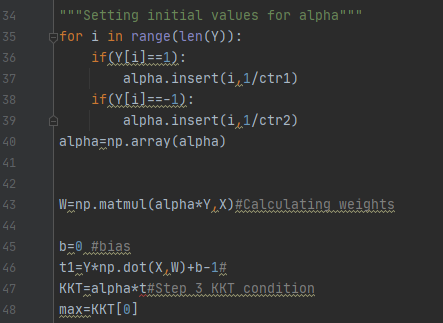 34 """Setting initial values for alpha"""
35 for i in range(len(Y)):
36 if(Y[i]==1):
37 alpha.insert(i,1/ctr1)
38 if(Y[i]==-1):
39 alpha.insert(i,1/ctr2)
40 alpha=np.array(alpha)
41
42
43 W=np.matmul(alpha*Y,X)#Calculating weights
44
45 b=0 #bias
46 t1=Y*np.dot(X,W)+b-1#
47 KKT=alpha*t#Step 3 KKT condition
48 max=KKT[0]